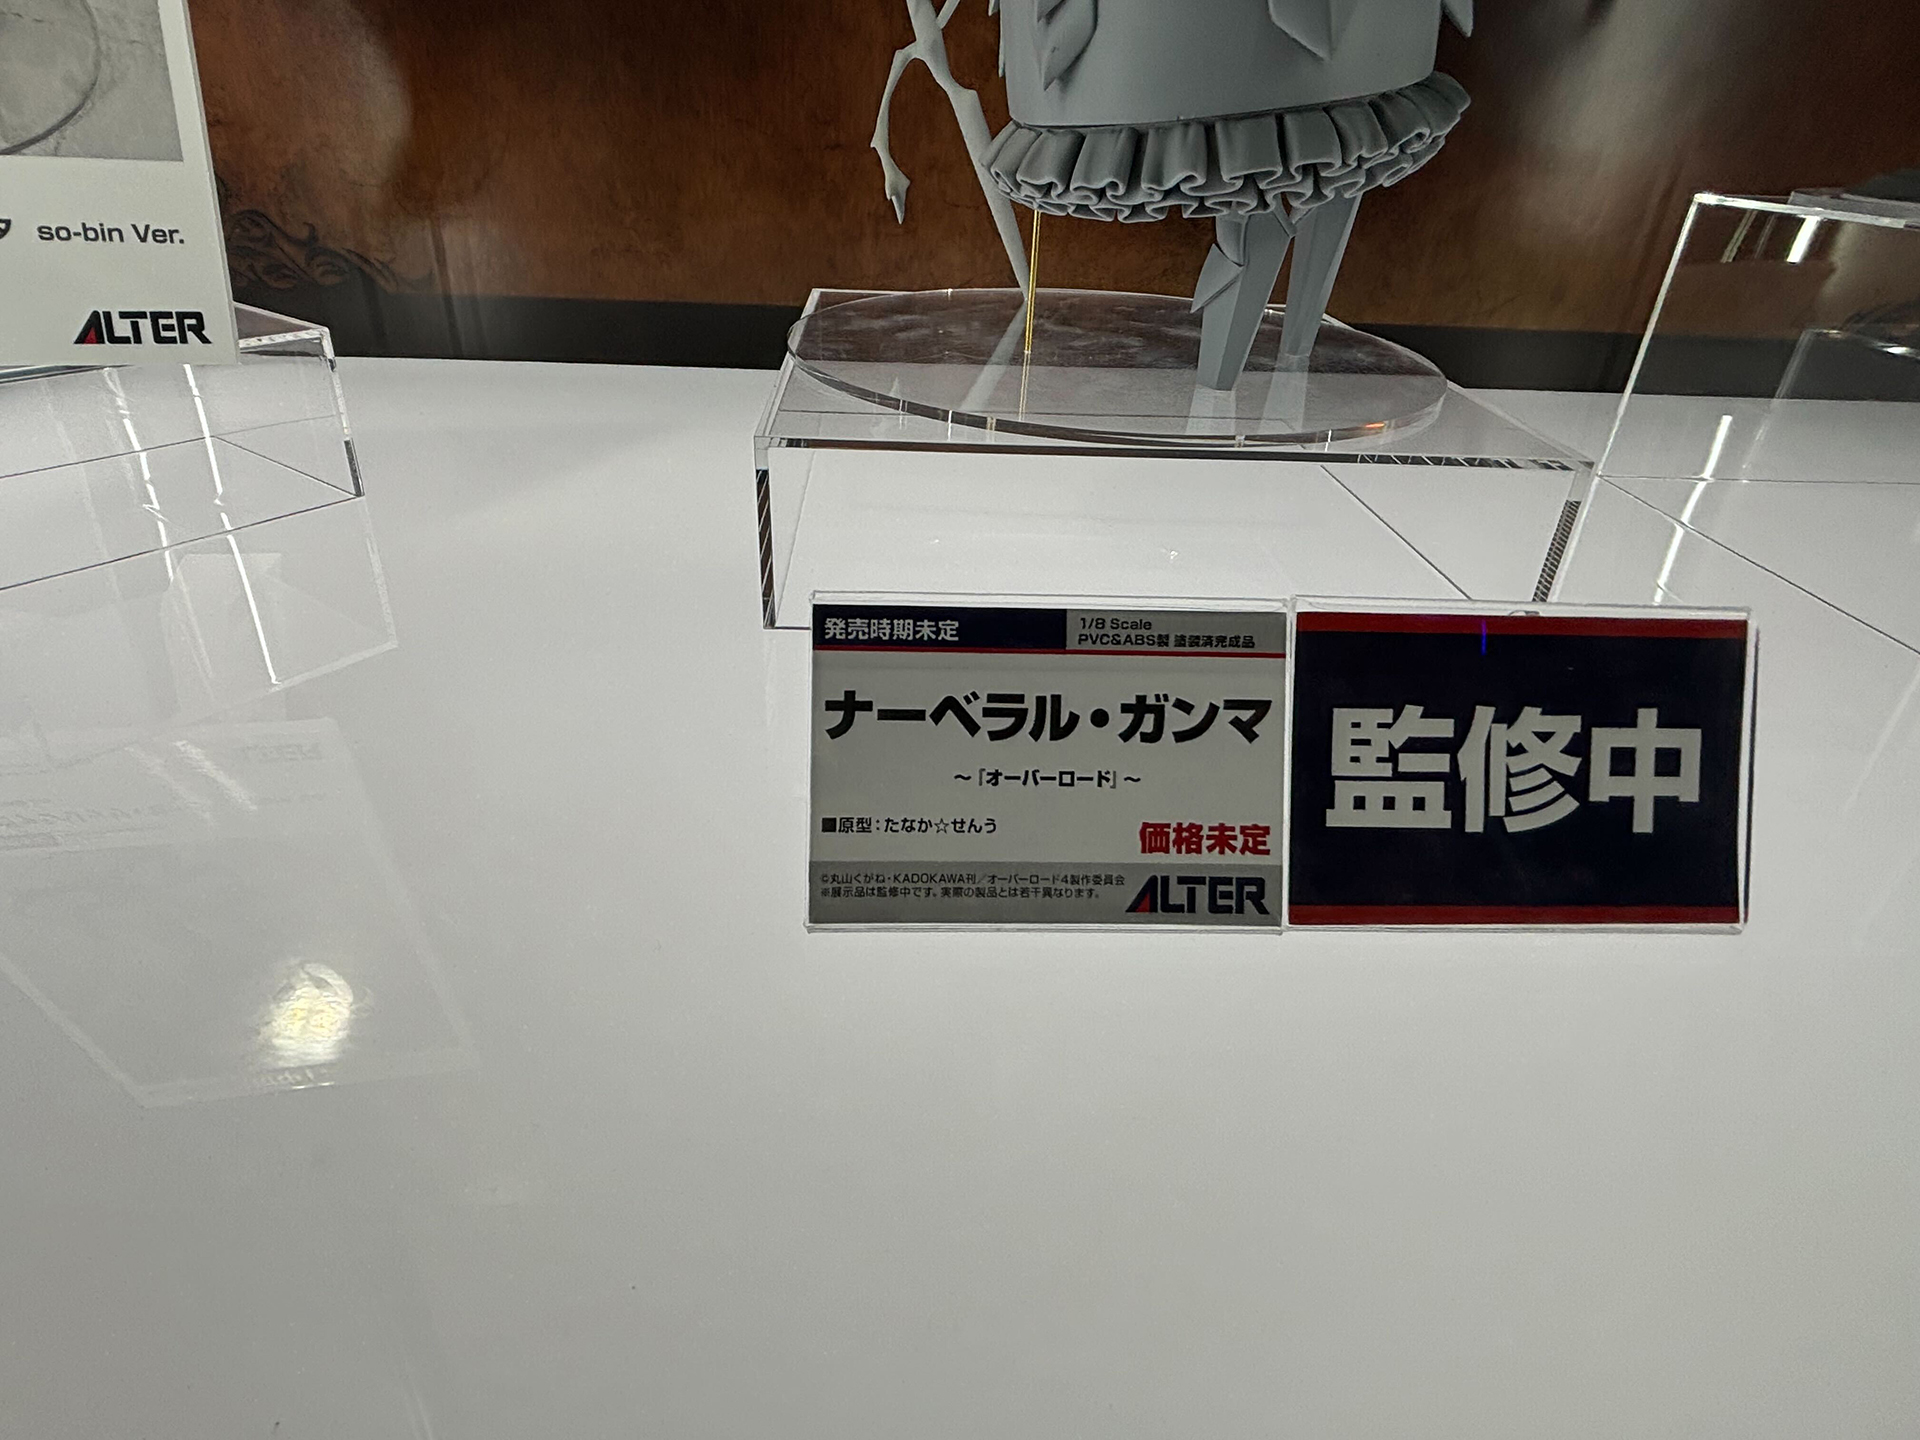 so-bin Ver.
ALTER
発売時期未定
1/8 Scale
PVC&ABS製 塗装済完成品
ナーベラル・ガンマ
～『オーバーロード』～
■原型：たなか☆せんう
価格未定
©丸山くがね・KADOKAWA刊／オーバーロード4製作委員会
※展示品は監修中です。実際の製品とは若干異なります。
ALTER
監修中